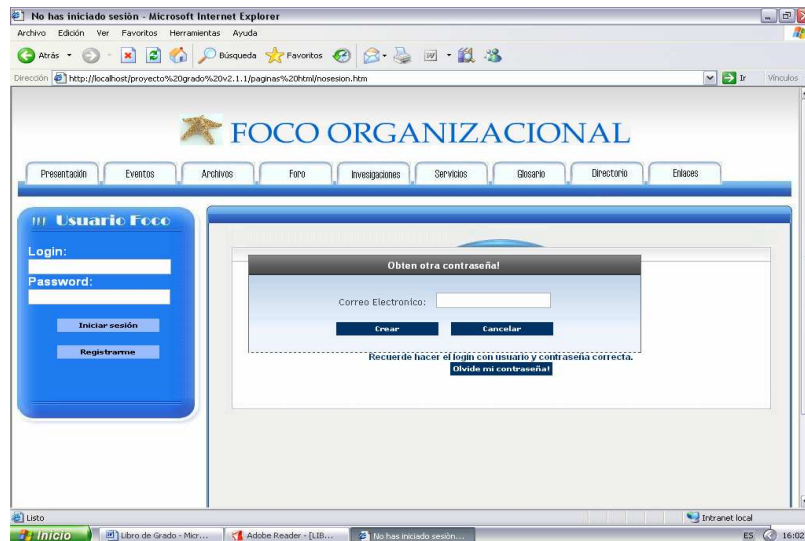 No has iniciado sesiòn - Microsoft Internet Explorer
Archivo Edición Ver Favoritos Herramientas Ayuda
Atrás Búsqueda Favoritos
Dirección http://localhost/proyecto%20grado%20v2.1.1/paginas%20html/nosesion.htm Ir Vínculos
FOCO ORGANIZACIONAL
Presentación Eventos Archivos Foro Invesigaciones Servicios Glosario Directorio Enlaces
Usuario Foco
Login:
Password:
Iniciar sesión
Registrarme
Obten otra contraseña!
Correo Electronico:
Crear Cancelar
Recuerde hacer el login con usuario y contraseña correcta.
Olvide mi contraseña!
Listo Intranet local
Inicio Libro de Grado - Micr... Adobe Reader - [LIB... No has iniciado sesiòn... ES 16:02